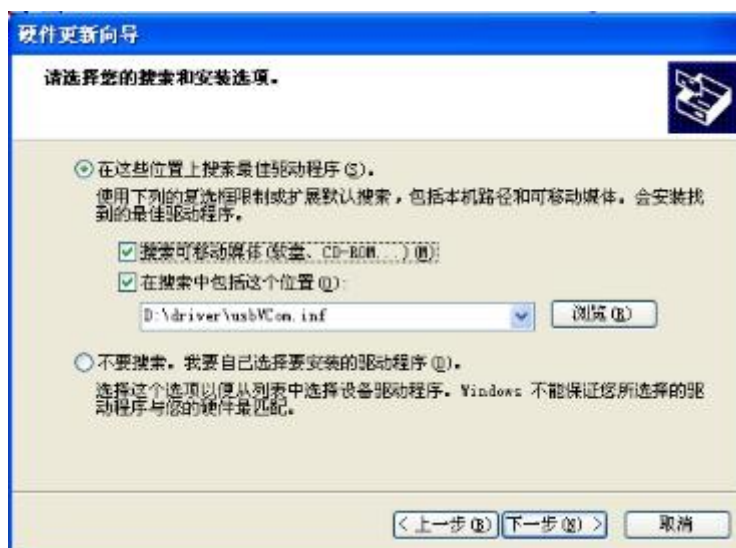 硬件更新向导
请选择您的搜索和安装选项。
在这些位置上搜索最佳驱动程序(S)。
使用下列的复选框限制或扩展默认搜索，包括本机路径和可移动媒体。会安装找
到的最佳驱动程序。
搜索可移动媒体(软盘、CD-ROM...)(M)
在搜索中包括这个位置(O):
D:\driver\usbVCom.inf
浏览(R)
不要搜索。我要自己选择要安装的驱动程序(D)。
选择这个选项以便从列表中选择设备驱动程序。Windows 不能保证您所选择的驱
动程序与您的硬件最匹配。
< 上一步(B) 下一步(N) > 取消